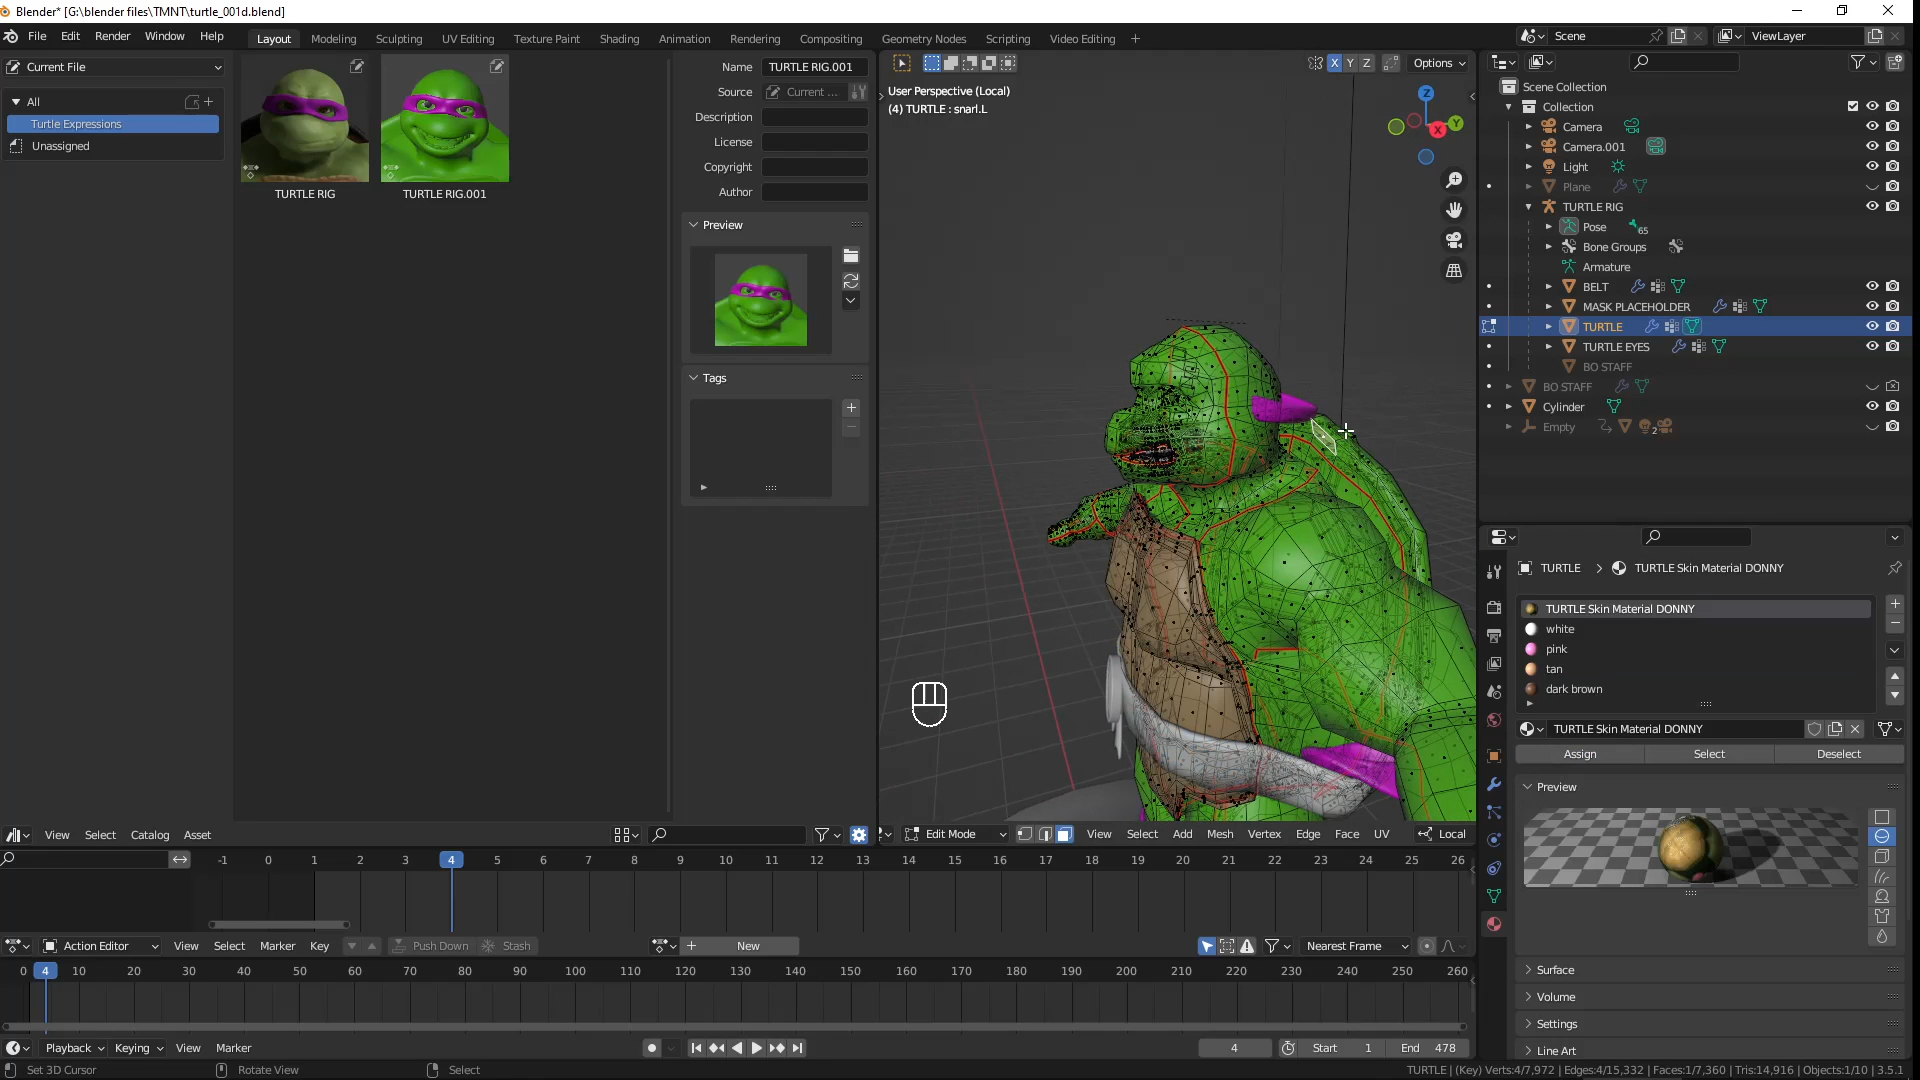 Blender* [G:\blender files\TMNT\turtle_001d.blend]
File Edit Render Window Help
Layout Modeling Sculpting UV Editing Texture Paint Shading Animation Rendering Compositing Geometry Nodes Scripting Video Editing +
Scene
ViewLayer
Current File
All
Turtle Expressions
Unassigned
TURTLE RIG
TURTLE RIG.001
Name TURTLE RIG.001
Source Current ...
Description
License
Copyright
Author
Preview
Tags
X Y Z Options
User Perspective (Local)
(4) TURTLE : snarl.L
Z
Y
X
Scene Collection
Collection
Camera
Camera.001
Light
Plane
TURTLE RIG
Pose 65
Bone Groups
Armature
BELT
MASK PLACEHOLDER
TURTLE
TURTLE EYES
BO STAFF
BO STAFF
Cylinder
Empty 2
TURTLE > TURTLE Skin Material DONNY
TURTLE Skin Material DONNY
white
pink
tan
dark brown
TURTLE Skin Material DONNY
Assign Select Deselect
Preview
Surface
Volume
Settings
Line Art
View Select Catalog Asset
Edit Mode View Select Add Mesh Vertex Edge Face UV Local
-1 0 1 2 3 4 5 6 7 8 9 10 11 12 13 14 15 16 17 18 19 20 21 22 23 24 25 26
Action Editor View Select Marker Key Push Down Stash New Nearest Frame
0 4 10 20 30 40 50 60 70 80 90 100 110 120 130 140 150 160 170 180 190 200 210 220 230 240 250 260
Playback Keying View Marker 4 Start 1 End 478
Set 3D Cursor Rotate View Select
TURTLE | (Key) Verts:4/7,972 | Edges:4/15,332 | Faces:1/7,360 | Tris:14,916 | Objects:1/10 | 3.5.1